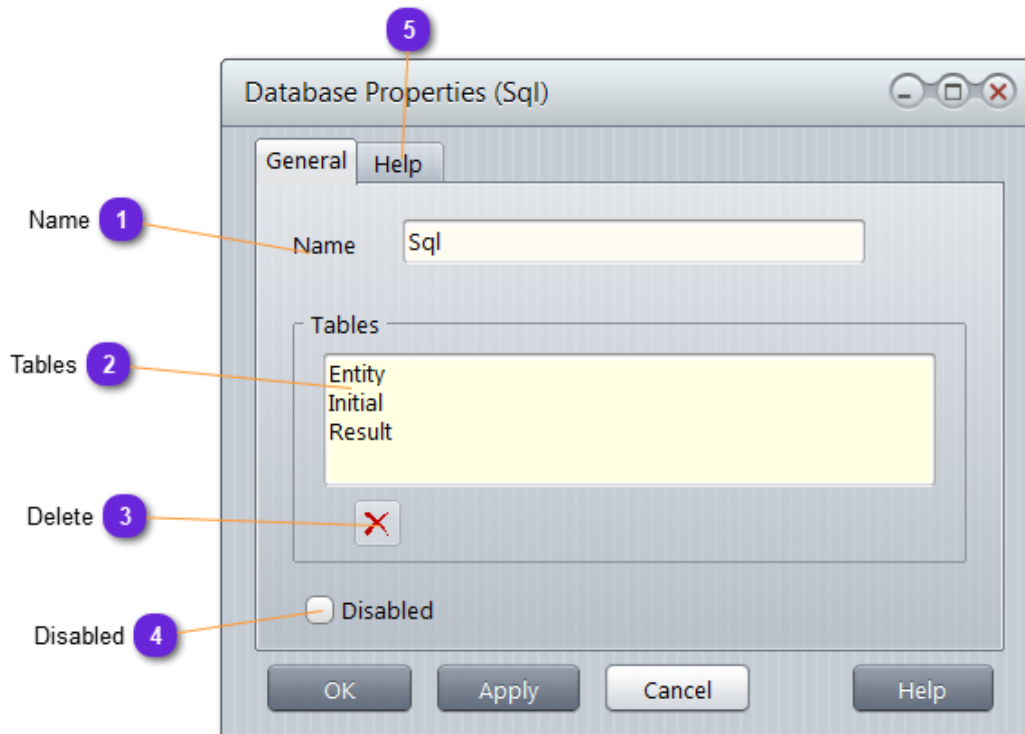 5
Database Properties (Sql)
General Help
Name 1
Name Sql
Tables
Tables 2
Entity
Initial
Result
Delete 3
Disabled
Disabled 4
OK Apply Cancel Help